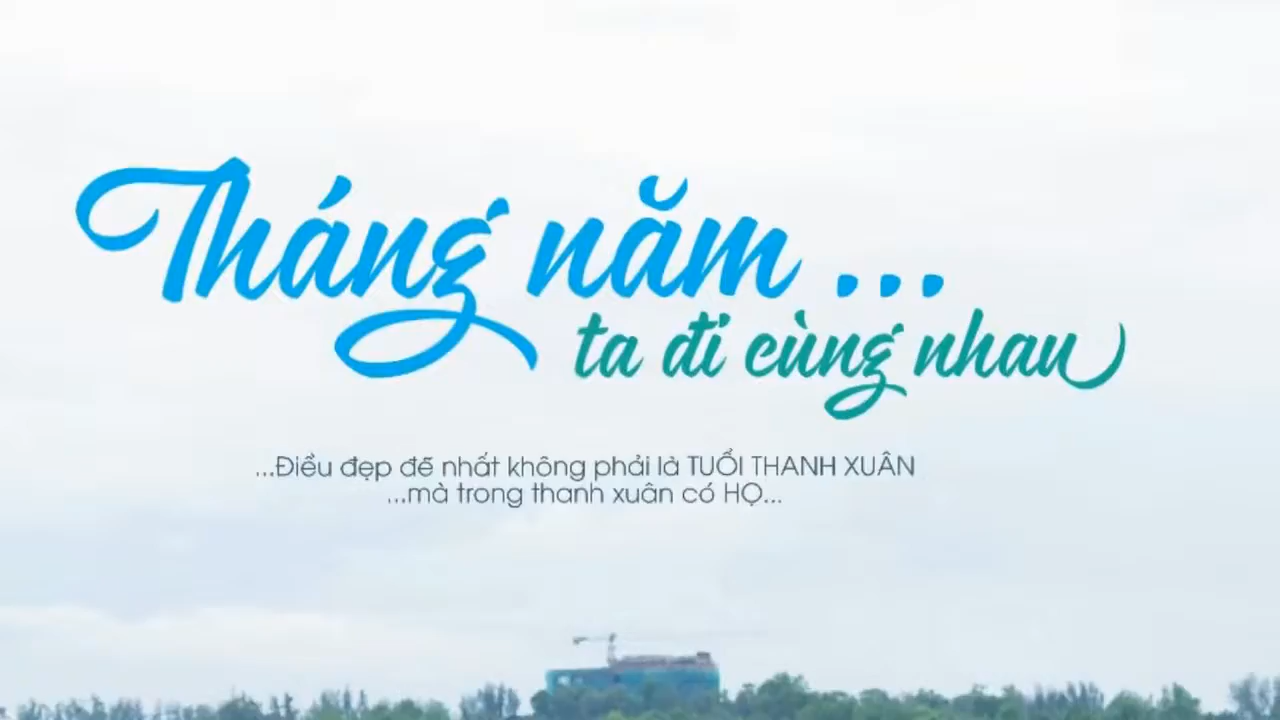 Tháng năm ...
ta đi cùng nhau
...Điều đẹp đẽ nhất không phải là TUỔI THANH XUÂN
...mà trong thanh xuân có HỌ...